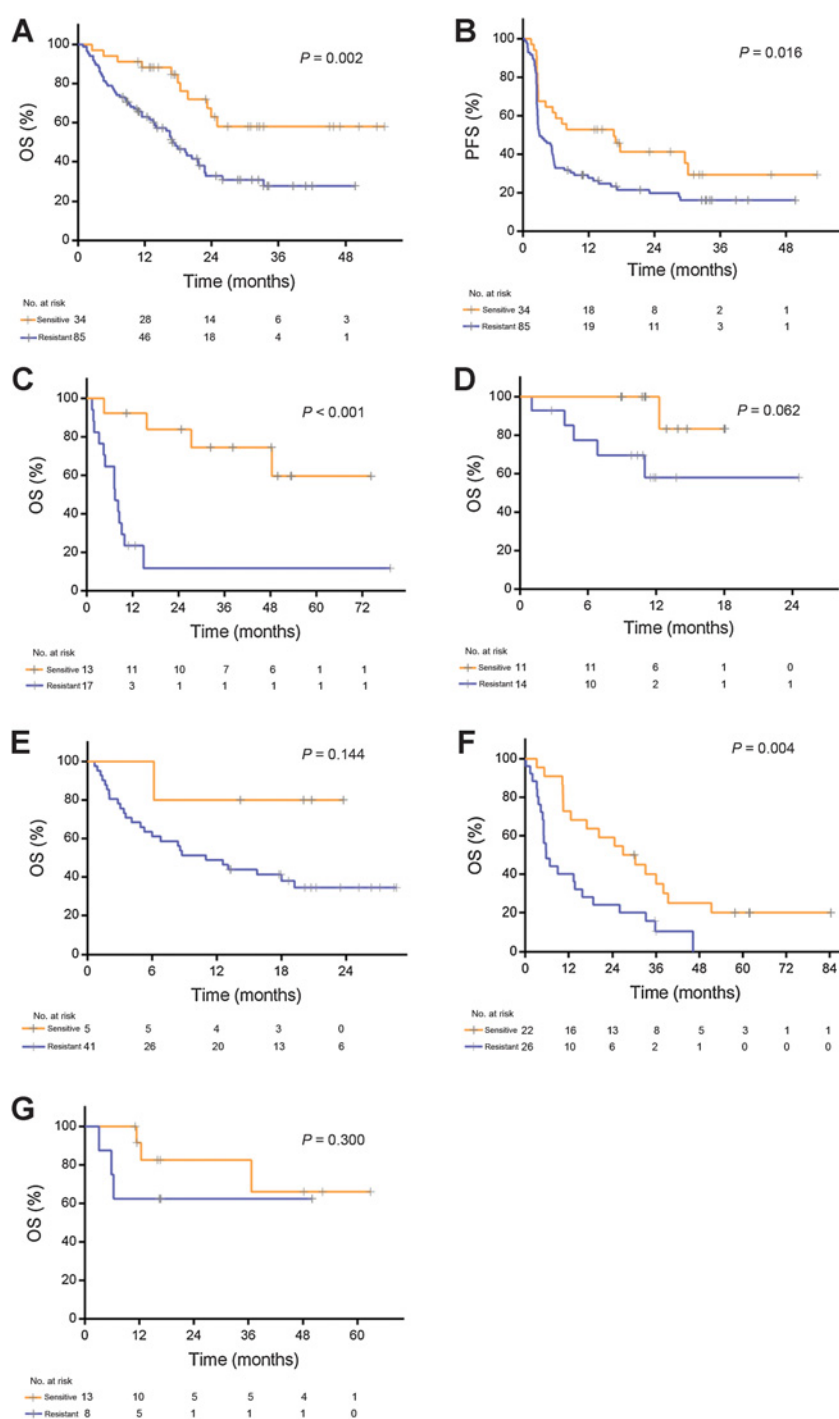 A
P = 0.002
OS (%)
100
80
60
40
20
0
12 24 36 48
Time (months)
No. at risk
Sensitive 34 28 14 6 3
Resistant 85 46 18 4 1
B
P = 0.016
PFS (%)
100
80
60
40
20
0
0 12 24 36 48
Time (months)
No. at risk
Sensitive 34 18 8 2 1
Resistant 85 19 11 3 1
C
P < 0.001
OS (%)
100
80
60
40
20
0
0 12 24 36 48 60 72
Time (months)
No. at risk
Sensitive 13 11 10 7 6 1 1
Resistant 17 3 1 1 1 1 1
D
P = 0.062
OS (%)
100
80
60
40
20
0
0 6 12 18 24
Time (months)
No. at risk
Sensitive 11 11 6 1 0
Resistant 14 10 2 1 1
E
P = 0.144
OS (%)
100
80
60
40
20
0
0 6 12 18 24
Time (months)
No. at risk
Sensitive 5 5 4 3 0
Resistant 41 26 20 13 6
F
P = 0.004
OS (%)
100
80
60
40
20
0
0 12 24 36 48 60 72 84
Time (months)
No. at risk
Sensitive 22 16 13 8 5 3 1 1
Resistant 26 10 6 2 1 0 0 0
G
P = 0.300
OS (%)
100
80
60
40
20
0
0 12 24 36 48 60
Time (months)
No. at risk
Sensitive 13 10 5 5 4 1
Resistant 8 5 1 1 1 0